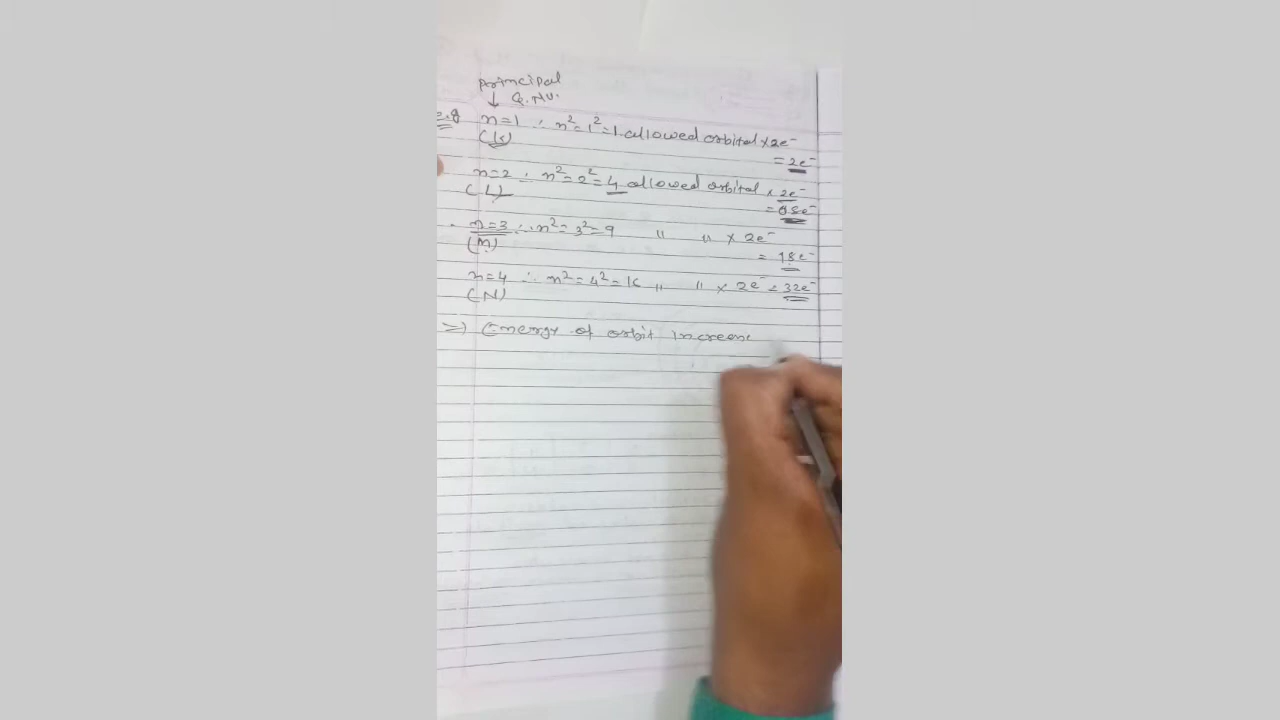 Principal
↓ Q.No.
e.g n=1 ∴ n²=1²=1 allowed orbital × 2e⁻
(K) = 2e⁻
n=2 ∴ n²=2²=4 allowed orbital × 2e⁻
(L) = 08e⁻
n=3 ∴ n²=3²=9 〃 〃 × 2e⁻
(M) = 18e⁻
n=4 ∴ n²=4²=16 〃 〃 × 2e⁻ = 32e⁻
(N)
=> Energy of orbit increase